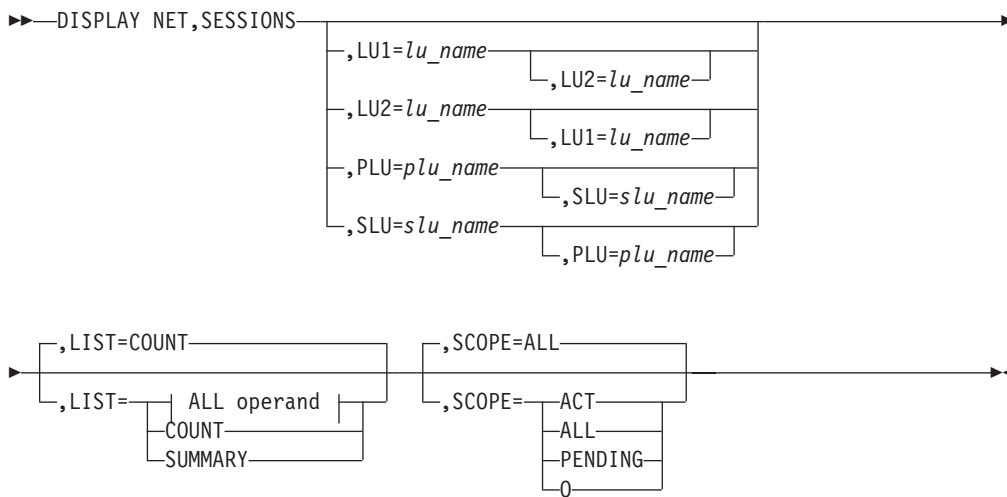 DISPLAY NET,SESSIONS
,LU1=lu_name
,LU2=lu_name
,LU2=lu_name
,LU1=lu_name
,PLU=plu_name
,SLU=slu_name
,SLU=slu_name
,PLU=plu_name
,LIST=COUNT
,SCOPE=ALL
,LIST= ALL operand
,SCOPE= ACT
COUNT
ALL
SUMMARY
PENDING
Q